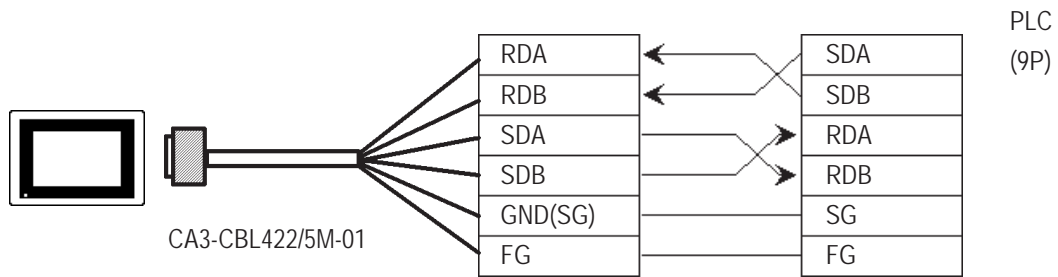 PLC
(9P)
RDA SDA
RDB SDB
SDA RDA
SDB RDB
GND(SG) SG
FG FG
CA3-CBL422/5M-01